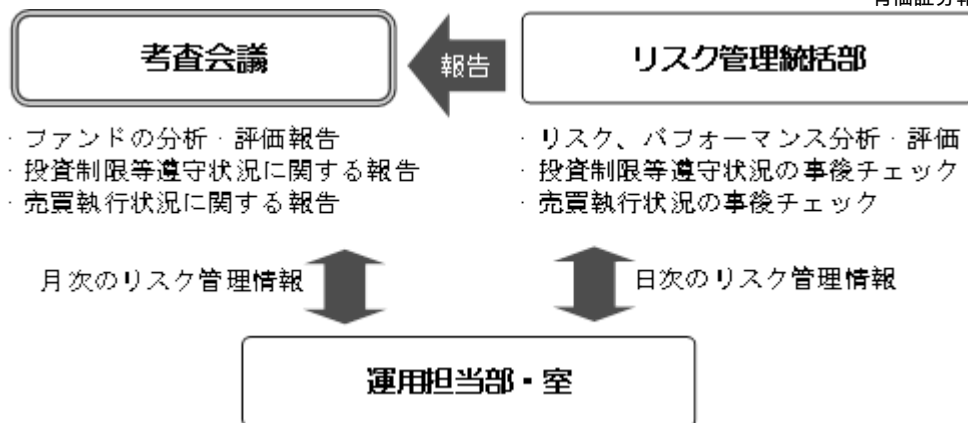 有価証券報
考査会議
報告
リスク管理統括部
・ファンドの分析・評価報告
・投資制限等遵守状況に関する報告
・売買執行状況に関する報告
・リスク、パフォーマンス分析・評価
・投資制限等遵守状況の事後チェック
・売買執行状況の事後チェック
月次のリスク管理情報
日次のリスク管理情報
運用担当部・室